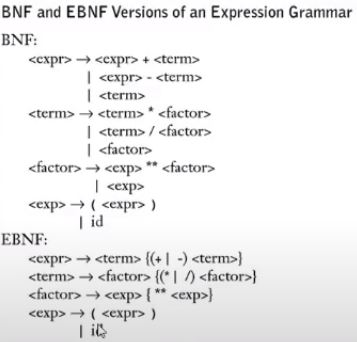 BNF and EBNF Versions of an Expression Grammar
BNF:
<expr> → <expr> + <term>
| <expr> - <term>
| <term>
<term> → <term> * <factor>
| <term> / <factor>
| <factor>
<factor> → <exp> ** <factor>
| <exp>
<exp> → ( <expr> )
| id
EBNF:
<expr> → <term> {(+ | -) <term>}
<term> → <factor> {(* | /) <factor>}
<factor> → <exp> { ** <exp>}
<exp> → ( <expr> )
| id